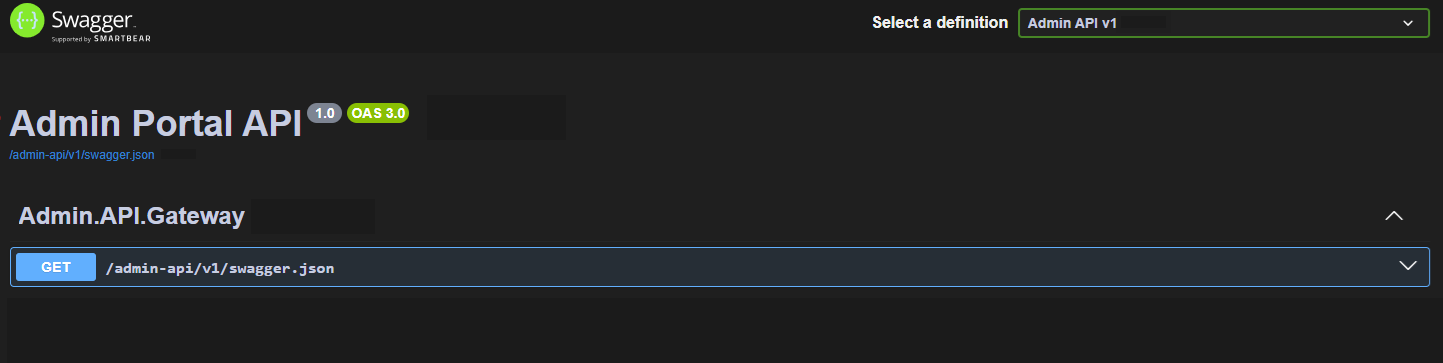 Swagger
Supported by SMARTBEAR
Select a definition
Admin API v1
Admin Portal API 1.0 OAS 3.0
/admin-api/v1/swagger.json
Admin.API.Gateway
GET /admin-api/v1/swagger.json